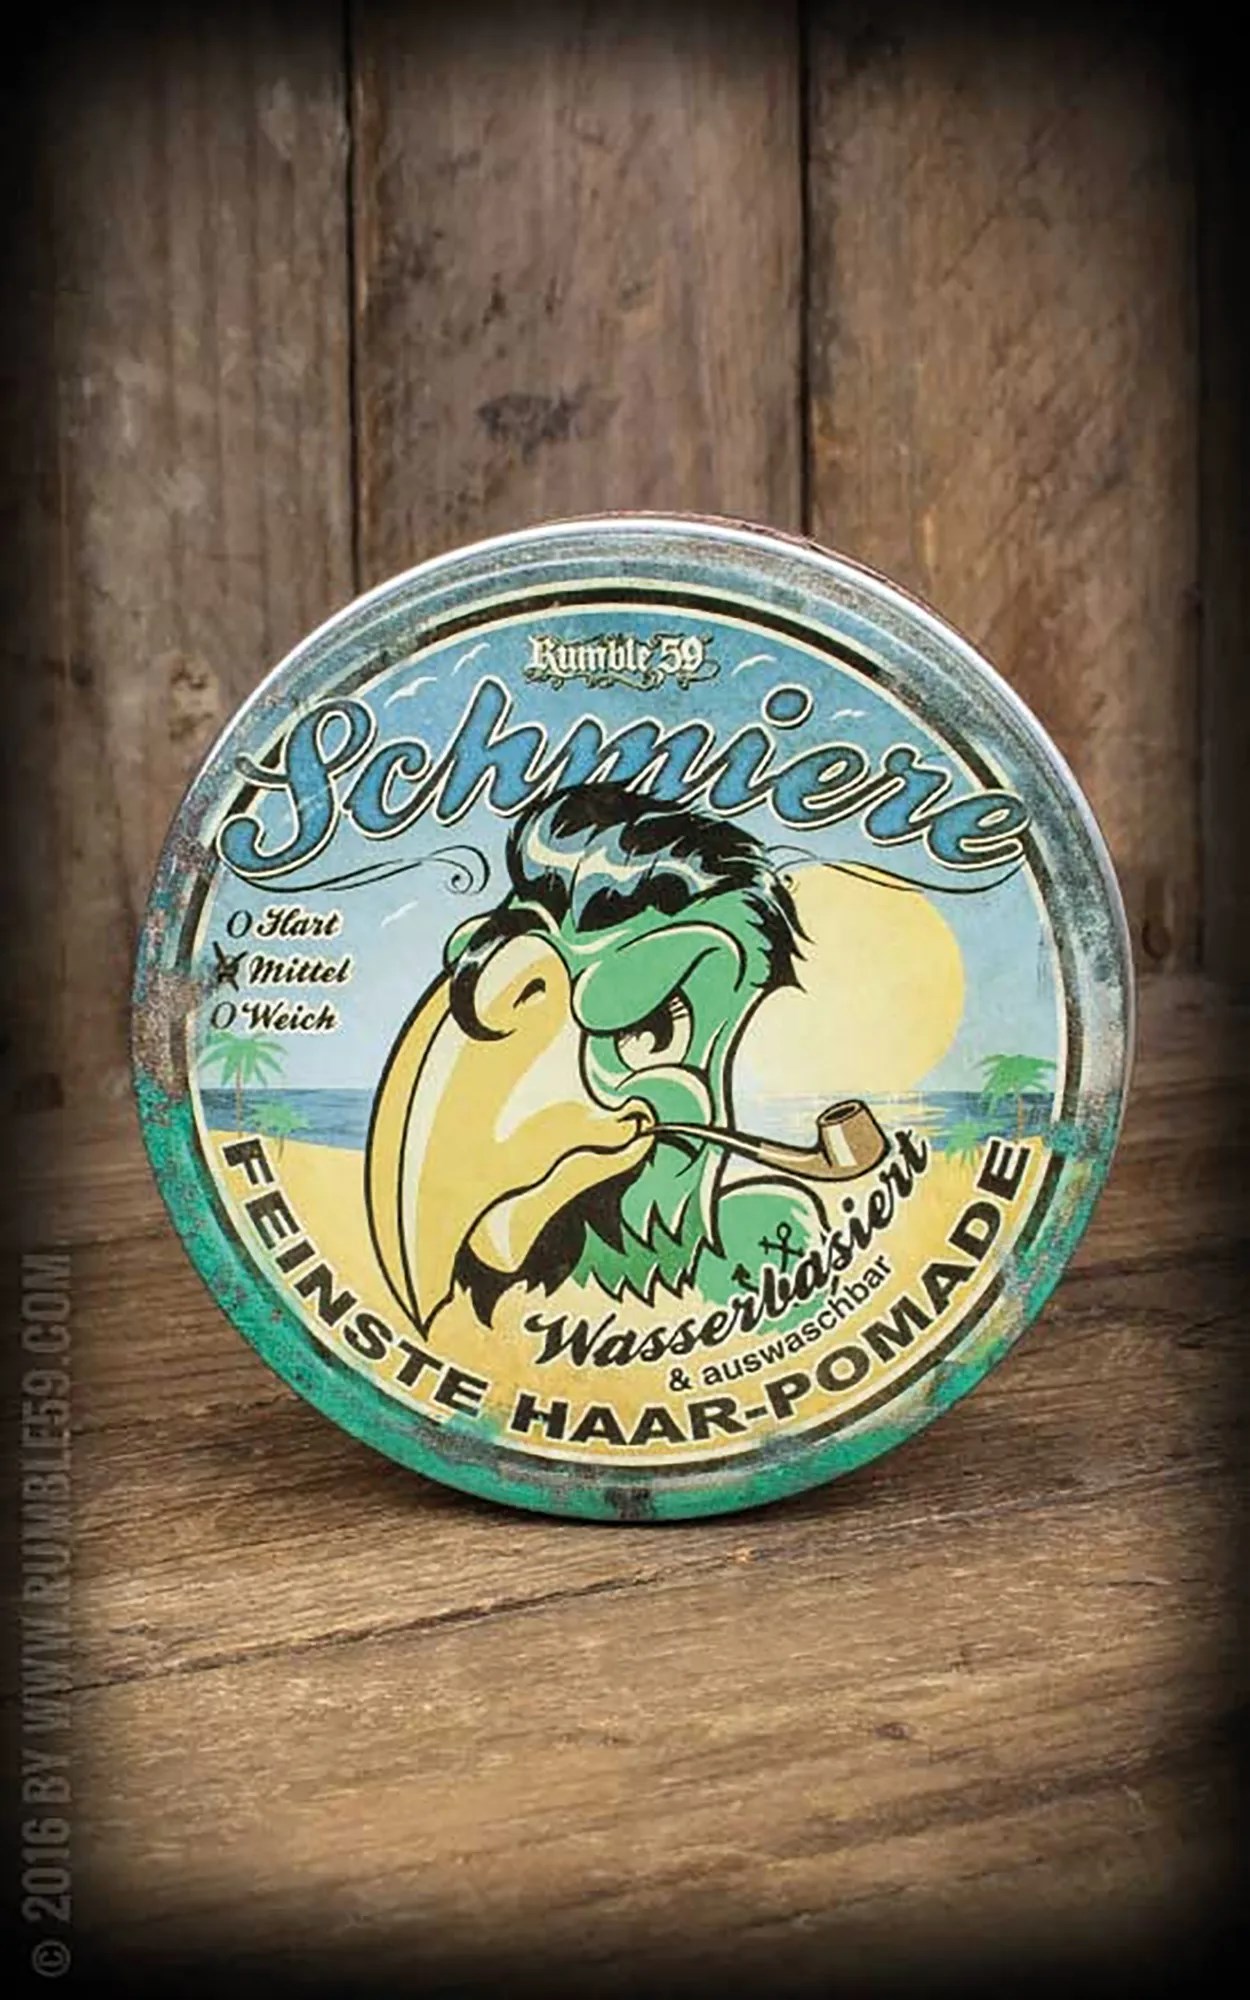 Rumble 59
Schmiere
O Hart
Mittel
O Weich
Wasserbasiert
& auswaschbar
FEINSTE HAAR-POMADE
© 2016 BY WWW.RUMBLE59.COM